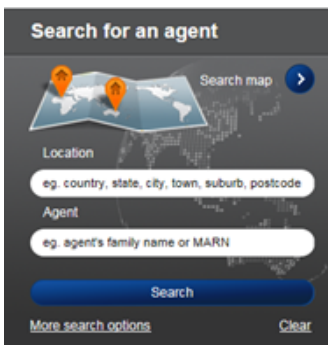 Search for an agent
Search map
Location
eg. country, state, city, town, suburb, postcode
Agent
eg. agent's family name or MARN
Search
More search options
Clear